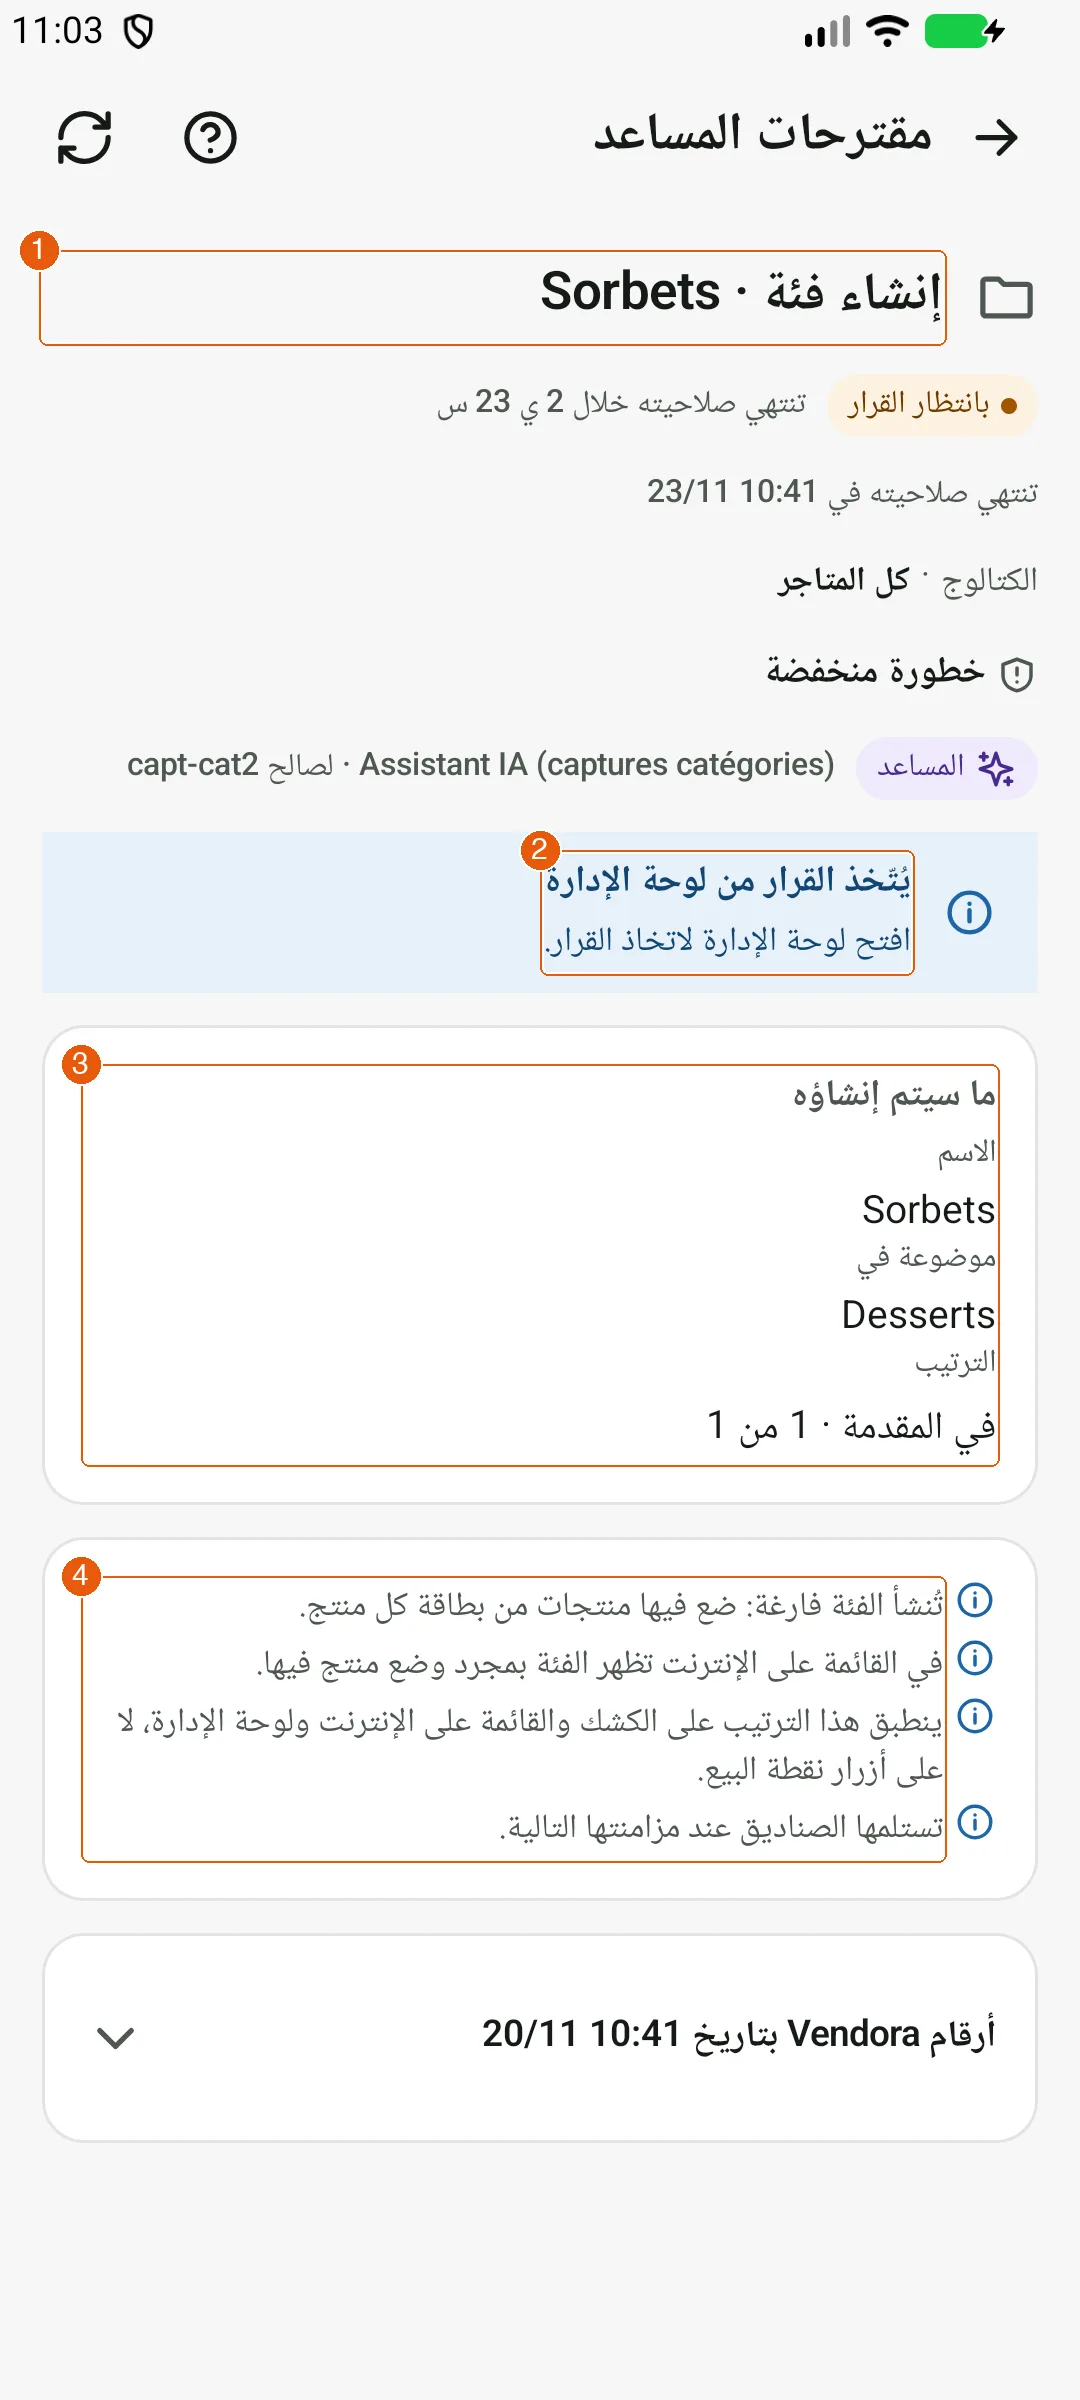 11:03
مقترحات المساعد
1
إنشاء فئة · Sorbets
بانتظار القرار
تنتهي صلاحيته خلال 2 ي 23 س
تنتهي صلاحيته في 10:41 23/11
الكتالوج · كل المتاجر
خطورة منخفضة
المساعد
Assistant IA (captures catégories) · لصالح capt-cat2
2
يُتّخذ القرار من لوحة الإدارة
افتح لوحة الإدارة لاتخاذ القرار.
3
ما سيتم إنشاؤه
الاسم
Sorbets
موضوعة في
Desserts
الترتيب
في المقدمة · 1 من 1
4
تُنشأ الفئة فارغة: ضع فيها منتجات من بطاقة كل منتج.
في القائمة على الإنترنت تظهر الفئة بمجرد وضع منتج فيها.
ينطبق هذا الترتيب على الكشك والقائمة على الإنترنت ولوحة الإدارة، لا
على أزرار نقطة البيع.
تستلمها الصناديق عند مزامنتها التالية.
أرقام Vendora بتاريخ 10:41 20/11